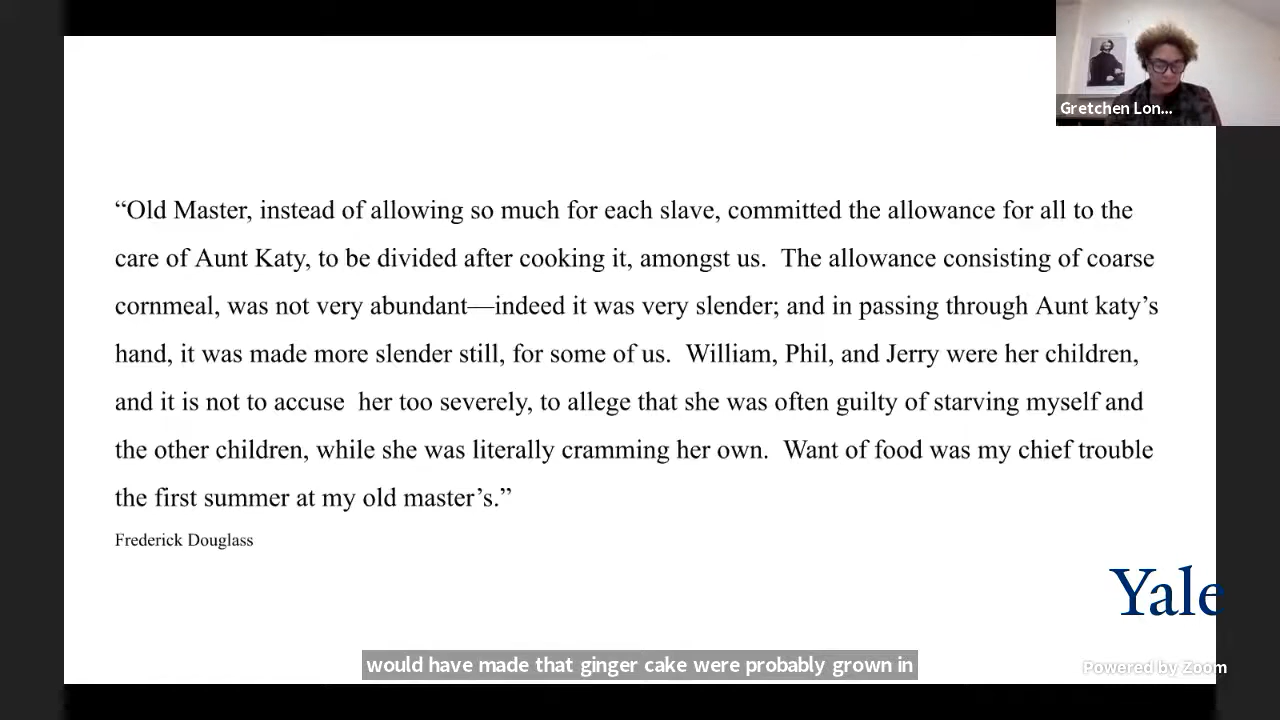 Gretchen Lon...
“Old Master, instead of allowing so much for each slave, committed the allowance for all to the
care of Aunt Katy, to be divided after cooking it, amongst us.  The allowance consisting of coarse
cornmeal, was not very abundant—indeed it was very slender; and in passing through Aunt katy’s
hand, it was made more slender still, for some of us.  William, Phil, and Jerry were her children,
and it is not to accuse  her too severely, to allege that she was often guilty of starving myself and
the other children, while she was literally cramming her own.  Want of food was my chief trouble
the first summer at my old master’s.”
Frederick Douglass
Yale
would have made that ginger cake were probably grown in
Powered by Zoom